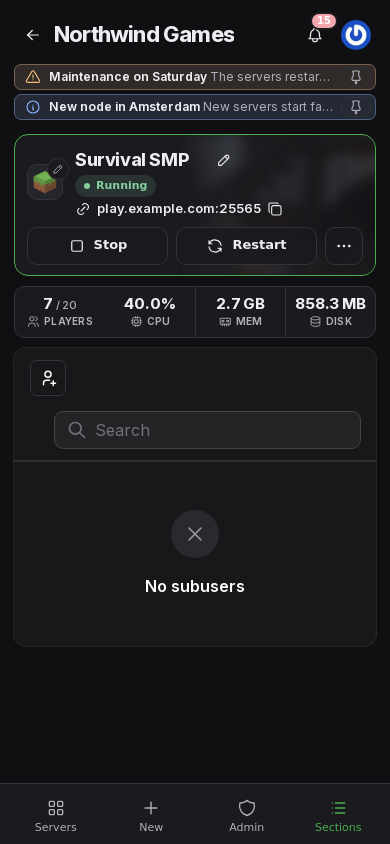 Northwind Games
15
Maintenance on Saturday The servers restar…
New node in Amsterdam New servers start fa…
Survival SMP
Running
play.example.com:25565
Stop
Restart
7 / 20
PLAYERS
40.0%
CPU
2.7 GB
MEM
858.3 MB
DISK
Search
No subusers
Servers
New
Admin
Sections